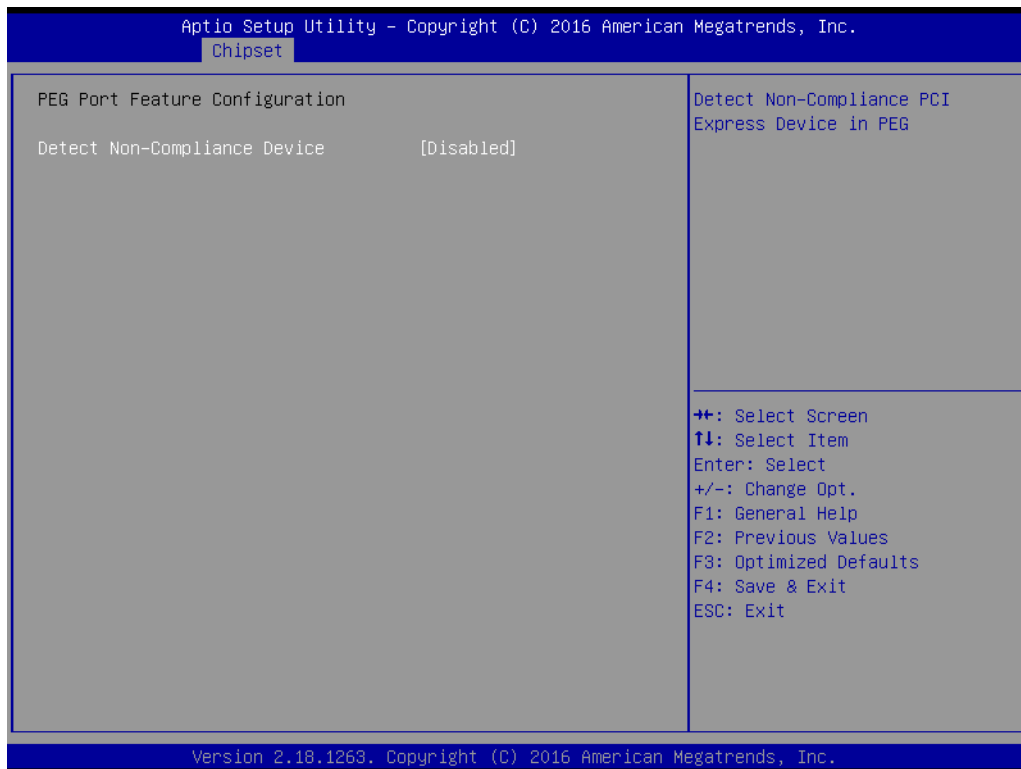 Aptio Setup Utility – Copyright (C) 2016 American Megatrends, Inc.
Chipset
PEG Port Feature Configuration
Detect Non-Compliance Device [Disabled]
Detect Non-Compliance PCI
Express Device in PEG
→←: Select Screen
↑↓: Select Item
Enter: Select
+/-: Change Opt.
F1: General Help
F2: Previous Values
F3: Optimized Defaults
F4: Save & Exit
ESC: Exit
Version 2.18.1263. Copyright (C) 2016 American Megatrends, Inc.